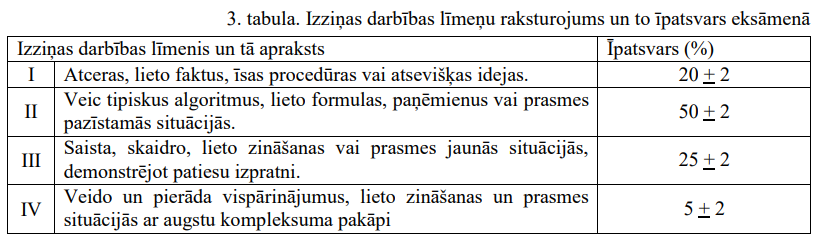 3. tabula. Izziņas darbības līmeņu raksturojums un to īpatsvars eksāmenā
Izziņas darbības līmenis un tā apraksts Īpatsvars (%)
I Atceras, lieto faktus, īsas procedūras vai atsevišķas idejas. 20 ± 2
II Veic tipiskus algoritmus, lieto formulas, paņēmienus vai prasmes
pazīstamās situācijās. 50 ± 2
III Saista, skaidro, lieto zināšanas vai prasmes jaunās situācijās,
demonstrējot patiesu izpratni. 25 ± 2
IV Veido un pierāda vispārinājumus, lieto zināšanas un prasmes
situācijās ar augstu kompleksuma pakāpi 5 ± 2